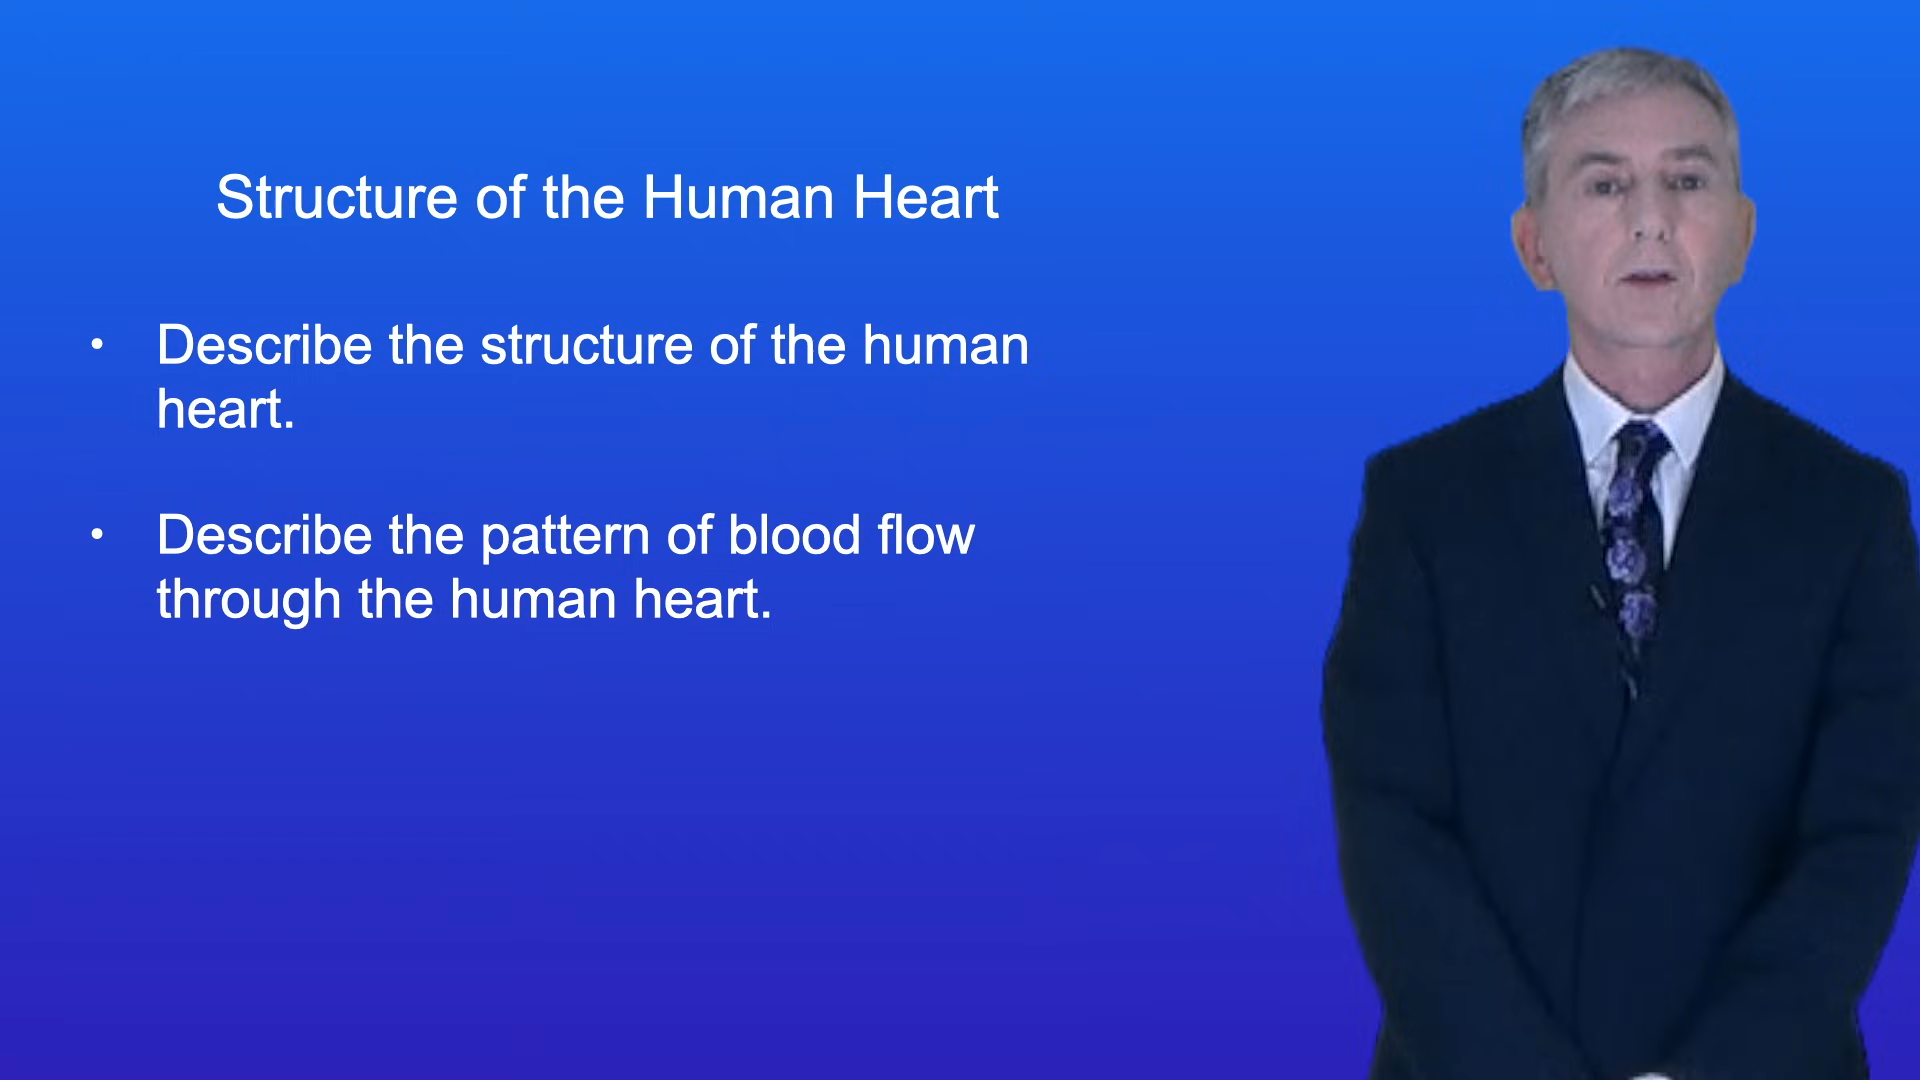 Structure of the Human Heart
• Describe the structure of the human
heart.
• Describe the pattern of blood flow
through the human heart.